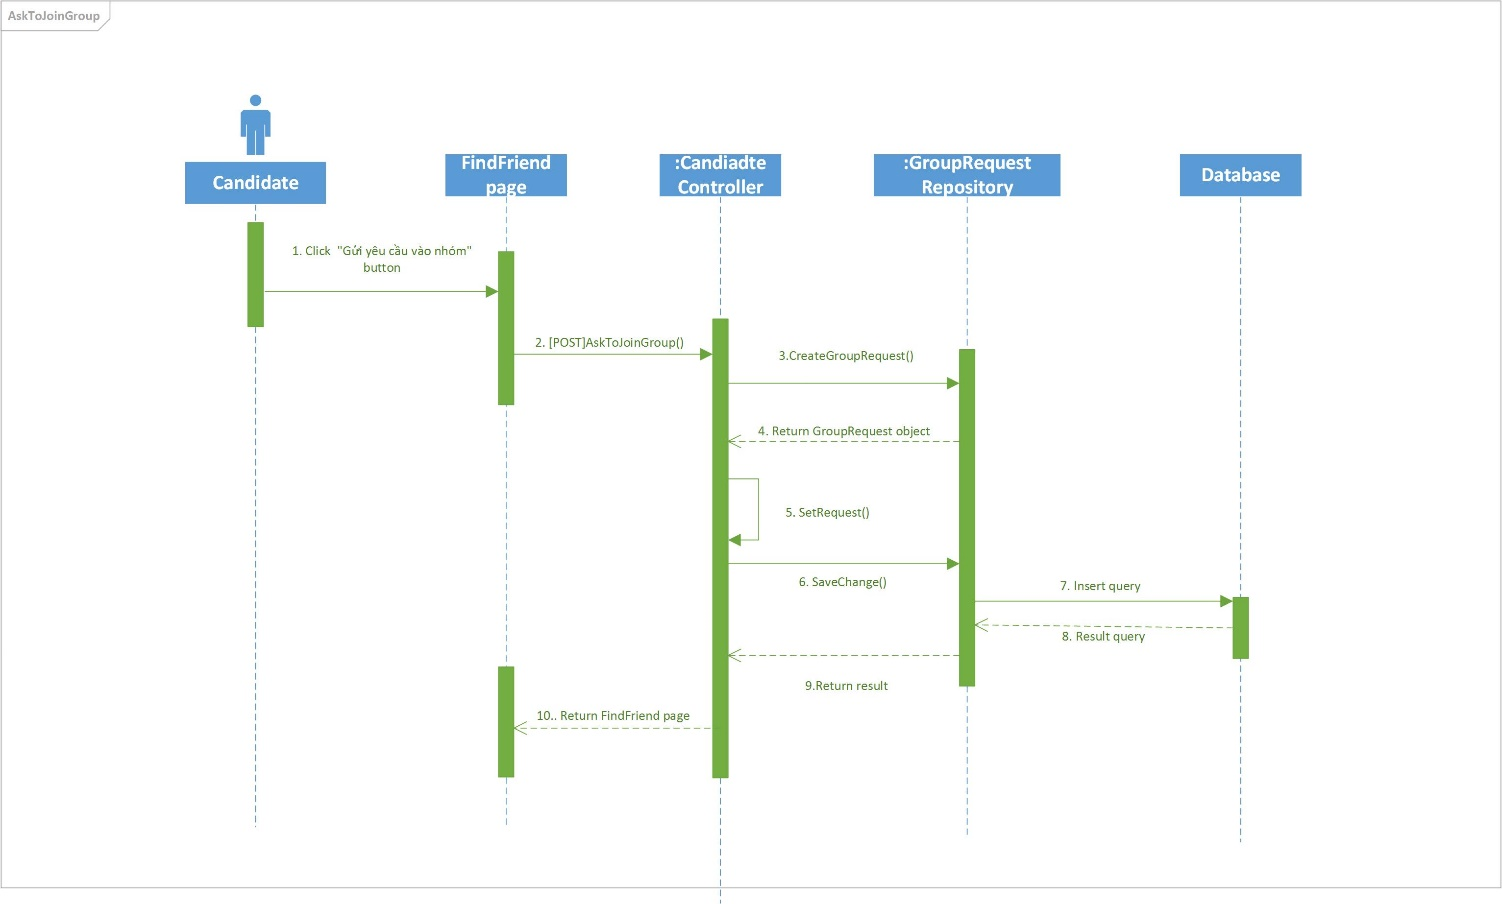 AskToJoinGroup
Candidate
FindFriend
page
:Candiadte
Controller
:GroupRequest
Repository
Database
1. Click "Gửi yêu cầu vào nhóm"
button
2. [POST]AskToJoinGroup()
3.CreateGroupRequest()
4. Return GroupRequest object
5. SetRequest()
6. SaveChange()
7. Insert query
8. Result query
9.Return result
10.. Return FindFriend page